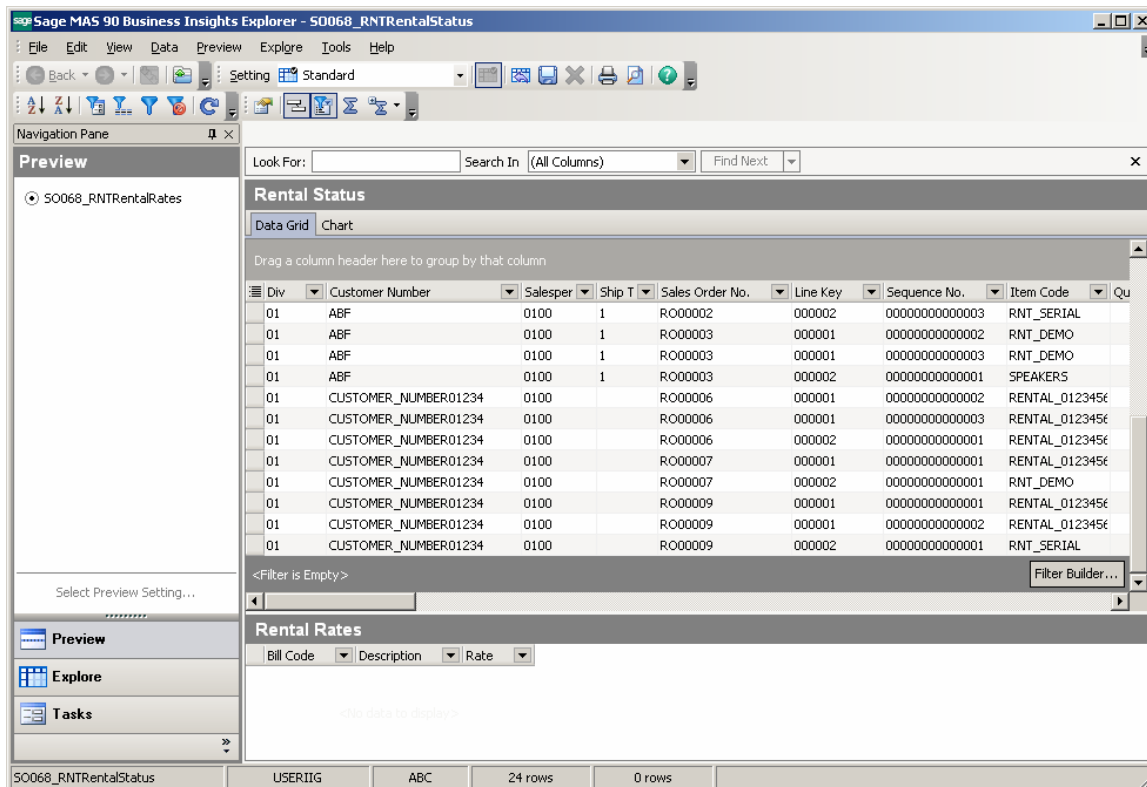 Sage MAS 90 Business Insights Explorer - SO068_RNTRentalStatus
File Edit View Data Preview Explore Tools Help
Back Setting Standard
Navigation Pane
Preview
SO068_RNTRentalRates
Look For: Search In (All Columns) Find Next
Rental Status
Data Grid Chart
Drag a column header here to group by that column
Div Customer Number Salesper Ship T Sales Order No. Line Key Sequence No. Item Code Qu
01 ABF 0100 1 RO00002 000002 00000000000003 RNT_SERIAL
01 ABF 0100 1 RO00003 000001 00000000000002 RNT_DEMO
01 ABF 0100 1 RO00003 000001 00000000000003 RNT_DEMO
01 ABF 0100 1 RO00003 000002 00000000000001 SPEAKERS
01 CUSTOMER_NUMBER01234 0100 RO00006 000001 00000000000002 RENTAL_0123456
01 CUSTOMER_NUMBER01234 0100 RO00006 000001 00000000000003 RENTAL_0123456
01 CUSTOMER_NUMBER01234 0100 RO00006 000002 00000000000001 RENTAL_0123456
01 CUSTOMER_NUMBER01234 0100 RO00007 000001 00000000000001 RENTAL_0123456
01 CUSTOMER_NUMBER01234 0100 RO00007 000002 00000000000001 RNT_DEMO
01 CUSTOMER_NUMBER01234 0100 RO00009 000001 00000000000001 RENTAL_0123456
01 CUSTOMER_NUMBER01234 0100 RO00009 000001 00000000000002 RENTAL_0123456
01 CUSTOMER_NUMBER01234 0100 RO00009 000002 00000000000001 RNT_SERIAL
<Filter is Empty> Filter Builder...
Select Preview Setting...
Preview
Explore
Tasks
Rental Rates
Bill Code Description Rate
<No data to display>
SO068_RNTRentalStatus USERIIG ABC 24 rows 0 rows